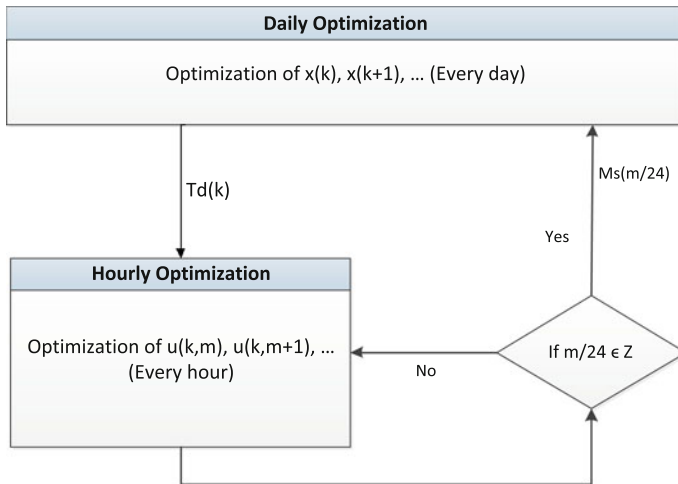 Daily Optimization
Optimization of x(k), x(k+1), ... (Every day)
Td(k)
Ms(m/24)
Yes
Hourly Optimization
Optimization of u(k,m), u(k,m+1), ...
(Every hour)
If m/24 ϵ Z
No